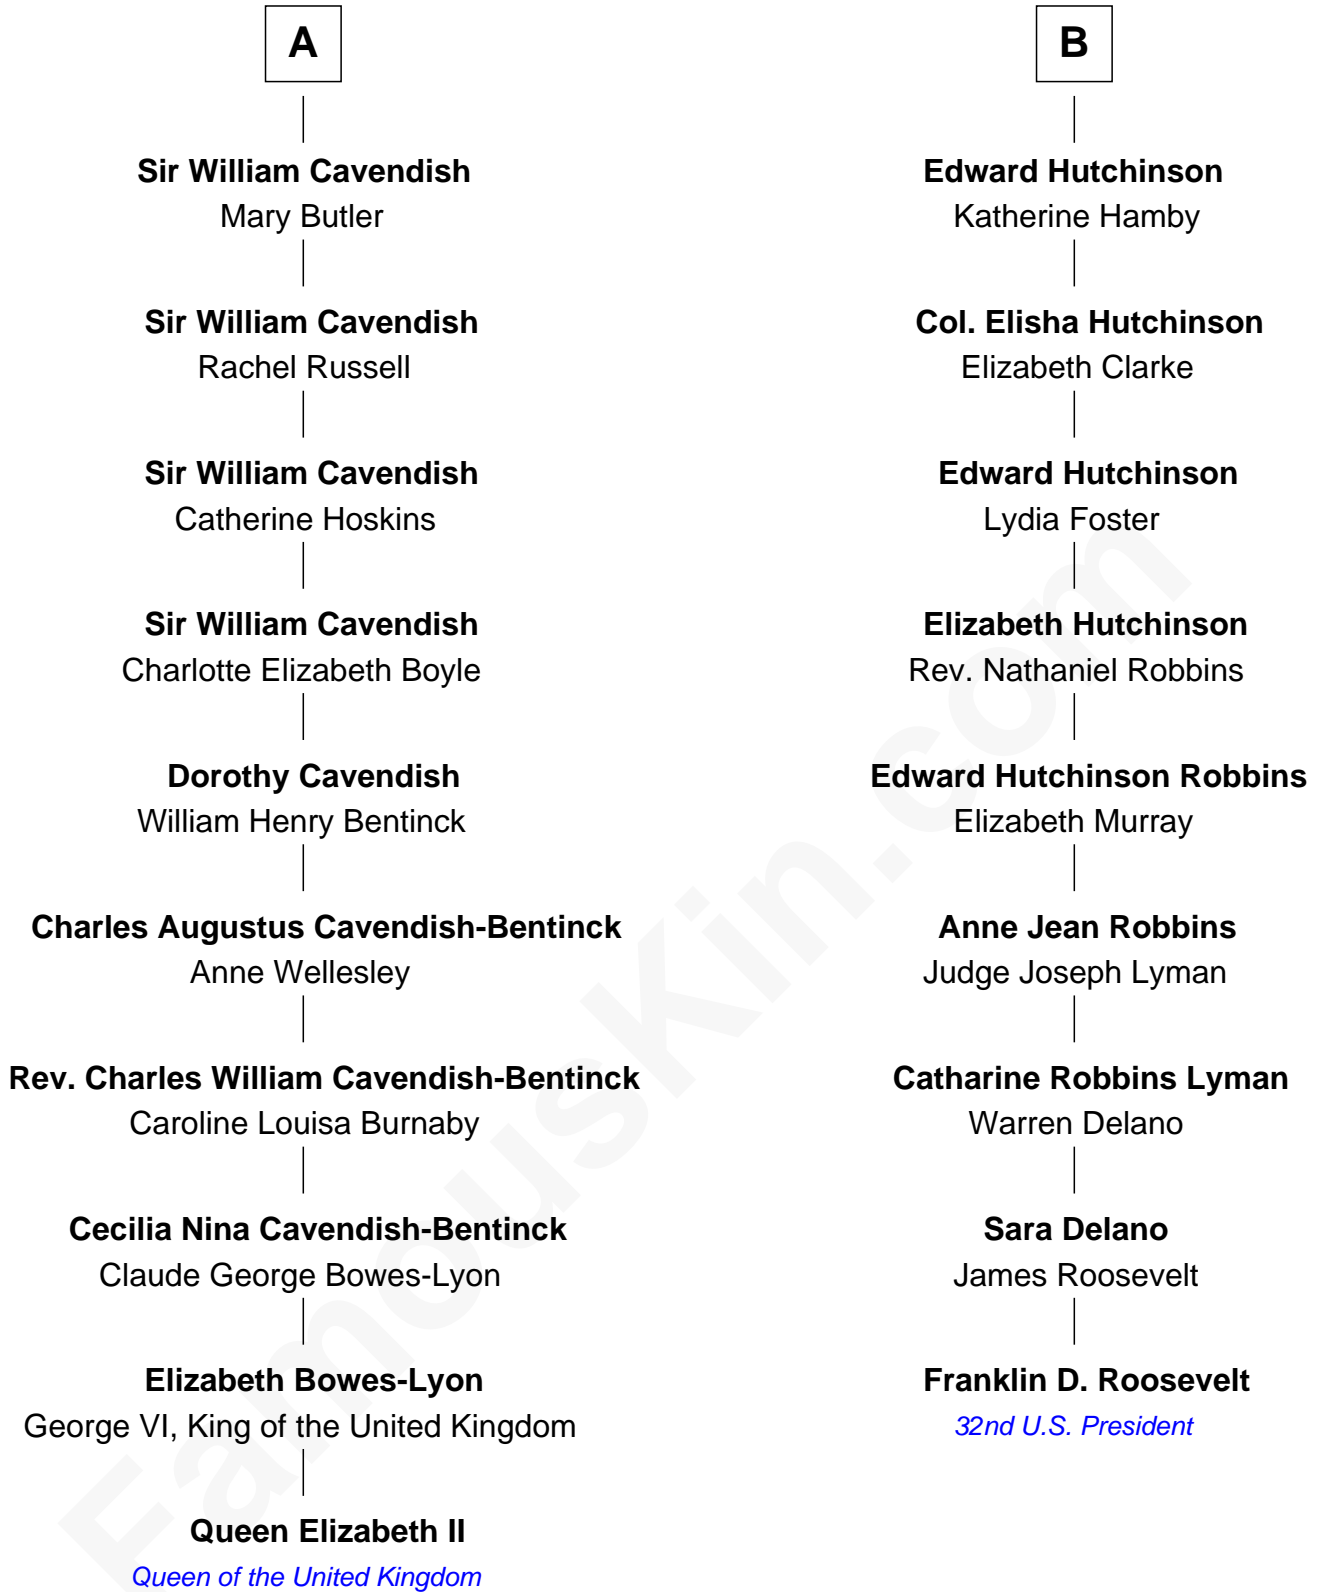 A
Sir William Cavendish
Mary Butler
Sir William Cavendish
Rachel Russell
Sir William Cavendish
Catherine Hoskins
Sir William Cavendish
Charlotte Elizabeth Boyle
Dorothy Cavendish
William Henry Bentinck
Charles Augustus Cavendish-Bentinck
Anne Wellesley
Rev. Charles William Cavendish-Bentinck
Caroline Louisa Burnaby
Cecilia Nina Cavendish-Bentinck
Claude George Bowes-Lyon
Elizabeth Bowes-Lyon
George VI, King of the United Kingdom
Queen Elizabeth II
Queen of the United Kingdom
B
Edward Hutchinson
Katherine Hamby
Col. Elisha Hutchinson
Elizabeth Clarke
Edward Hutchinson
Lydia Foster
Elizabeth Hutchinson
Rev. Nathaniel Robbins
Edward Hutchinson Robbins
Elizabeth Murray
Anne Jean Robbins
Judge Joseph Lyman
Catharine Robbins Lyman
Warren Delano
Sara Delano
James Roosevelt
Franklin D. Roosevelt
32nd U.S. President
FamousKin.com